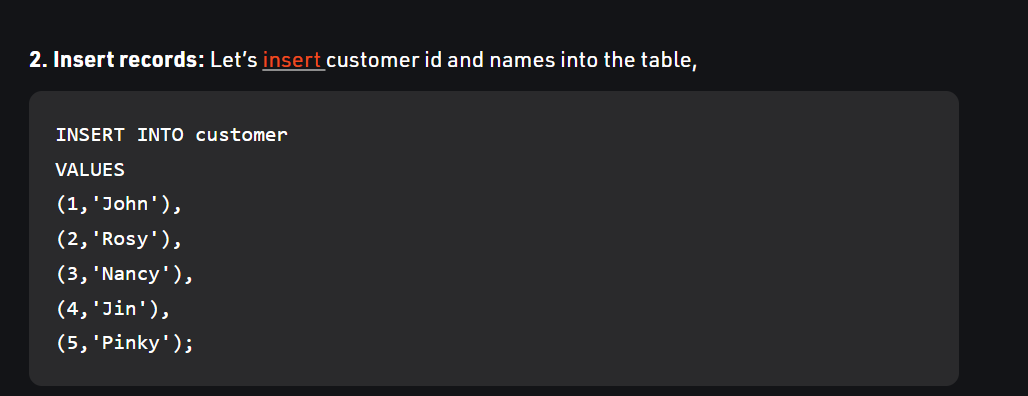 2. Insert records: Let’s insert customer id and names into the table,
INSERT INTO customer
VALUES
(1,'John'),
(2,'Rosy'),
(3,'Nancy'),
(4,'Jin'),
(5,'Pinky');